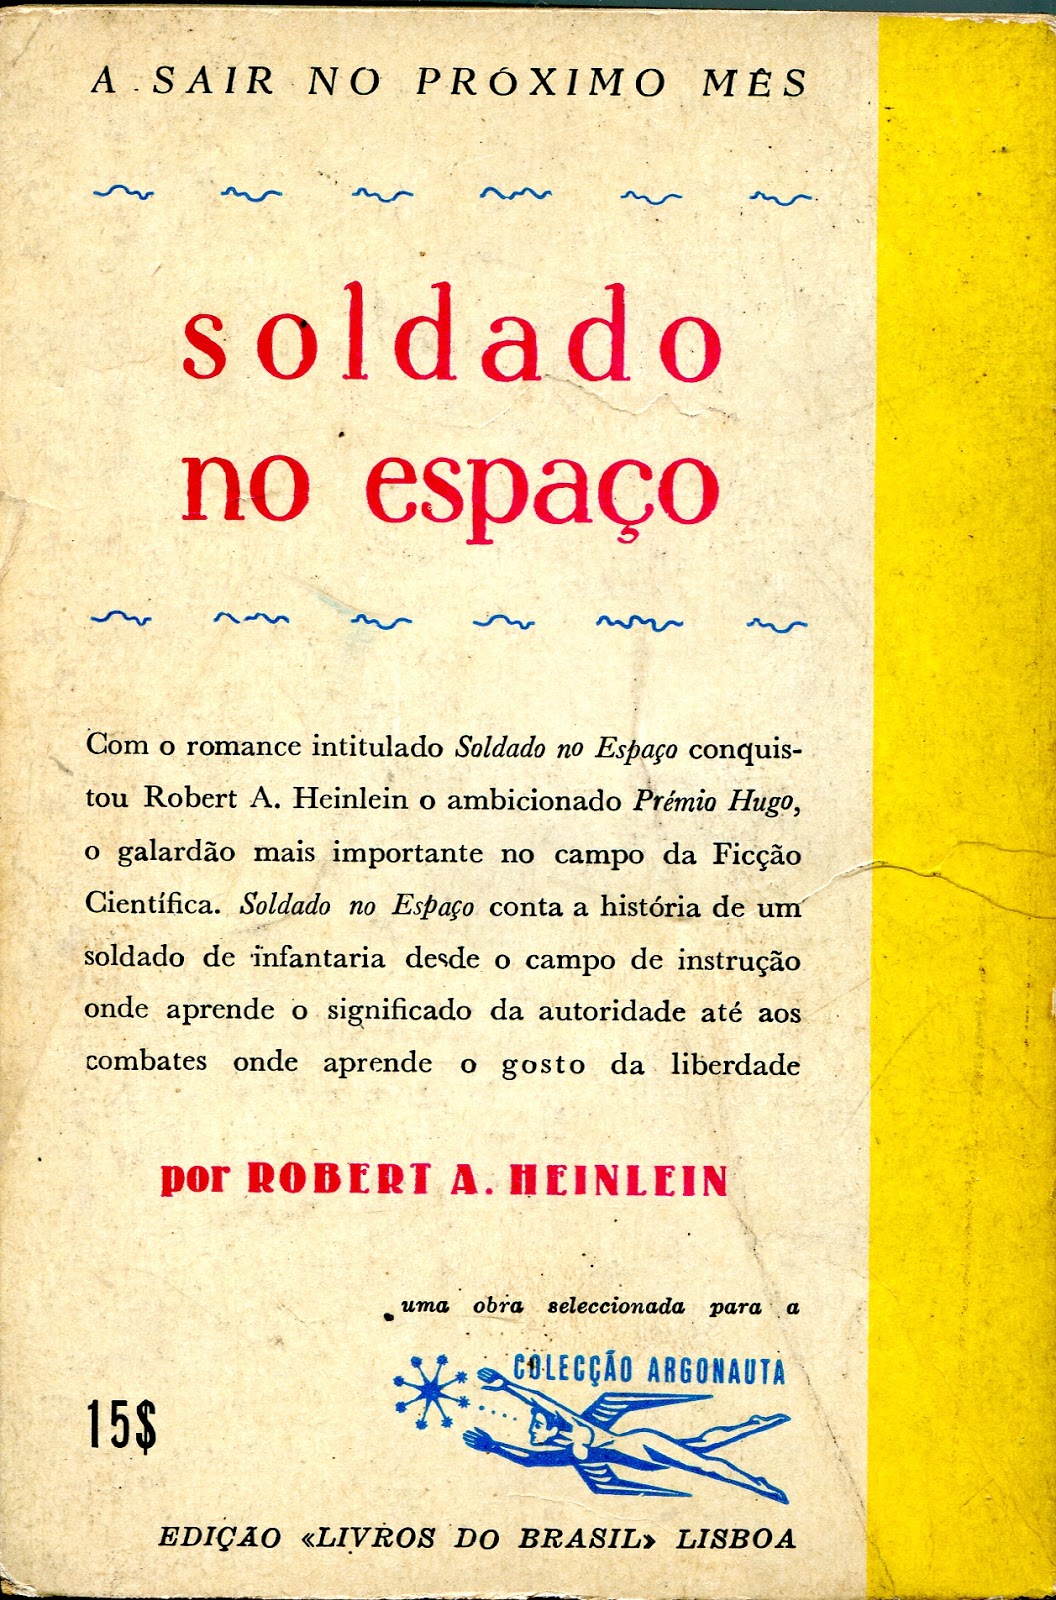 A SAIR NO PRÓXIMO MÊS
soldado
no espaço
Com o romance intitulado Soldado no Espaço conquis-
tou Robert A. Heinlein o ambicionado Prémio Hugo,
o galardão mais importante no campo da Ficção
Científica. Soldado no Espaço conta a história de um
soldado de infantaria desde o campo de instrução
onde aprende o significado da autoridade até aos
combates onde aprende o gosto da liberdade
por ROBERT A. HEINLEIN
uma obra seleccionada para a
COLECÇÃO ARGONAUTA
15$
EDIÇÃO «LIVROS DO BRASIL» LISBOA